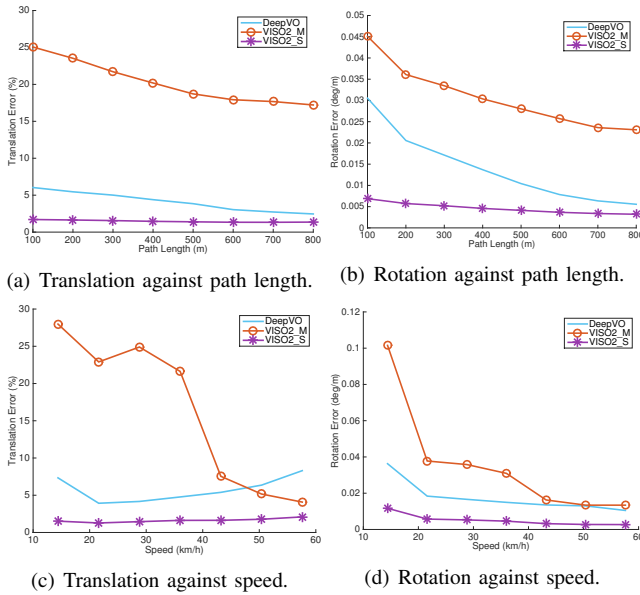 30
25
20
15
10
5
0
Translation Error (%)
DeepVO
VISO2_M
VISO2_S
100 200 300 400 500 600 700 800
Path Length (m)
(a) Translation against path length.
0.05
0.045
0.04
0.035
0.03
0.025
0.02
0.015
0.01
0.005
0
Rotation Error (deg/m)
DeepVO
VISO2_M
VISO2_S
100 200 300 400 500 600 700 800
Path Length (m)
(b) Rotation against path length.
30
25
20
15
10
5
0
Translation Error (%)
DeepVO
VISO2_M
VISO2_S
10 20 30 40 50 60
Speed (km/h)
(c) Translation against speed.
0.12
0.1
0.08
0.06
0.04
0.02
0
Rotation Error (deg/m)
DeepVO
VISO2_M
VISO2_S
10 20 30 40 50 60
Speed (km/h)
(d) Rotation against speed.